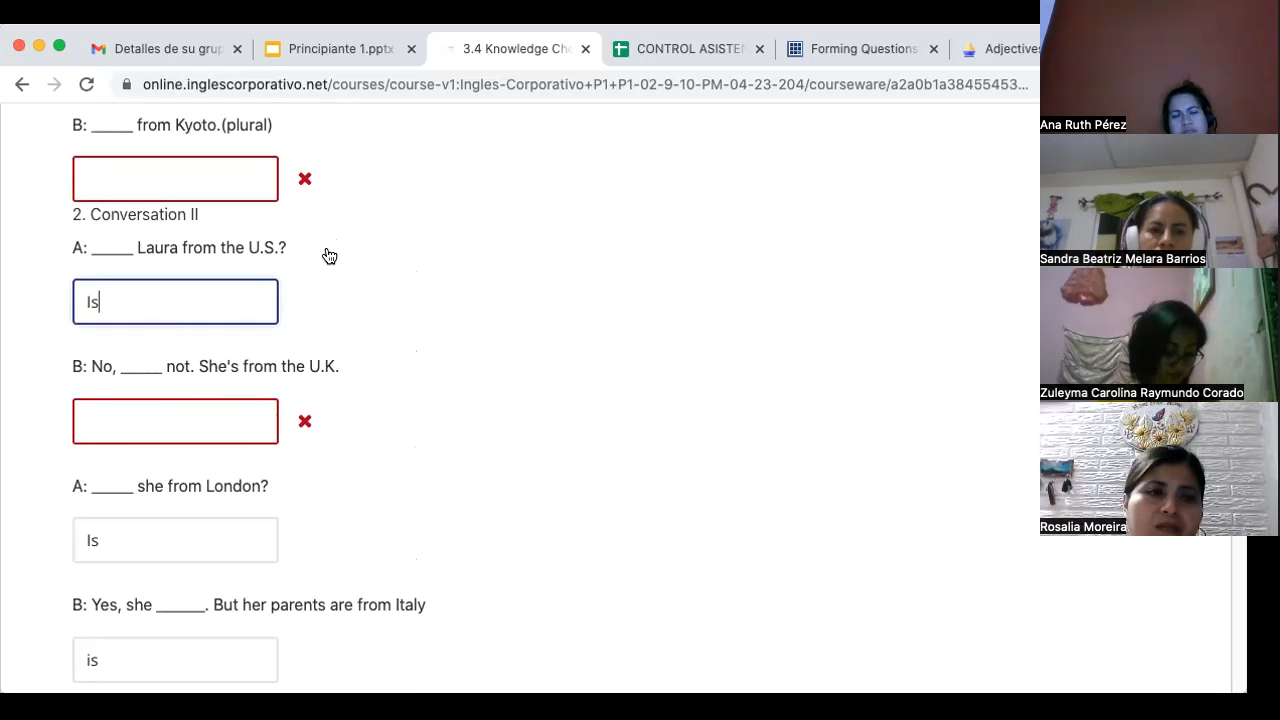 Detalles de su gru
Principiante 1.pptx
3.4 Knowledge Che
CONTROL ASISTEN
Forming Questions
Adjectives
online.inglescorporativo.net/courses/course-v1:Ingles-Corporativo+P1+P1-02-9-10-PM-04-23-204/courseware/a2a0b1a38455453...
B: _____ from Kyoto.(plural)
2. Conversation II
A: _____ Laura from the U.S.?
Is
B: No, _____ not. She's from the U.K.
A: _____ she from London?
Is
B: Yes, she ______. But her parents are from Italy
is
Ana Ruth Pérez
Sandra Beatriz Melara Barrios
Zuleyma Carolina Raymundo Corado
Rosalia Moreira